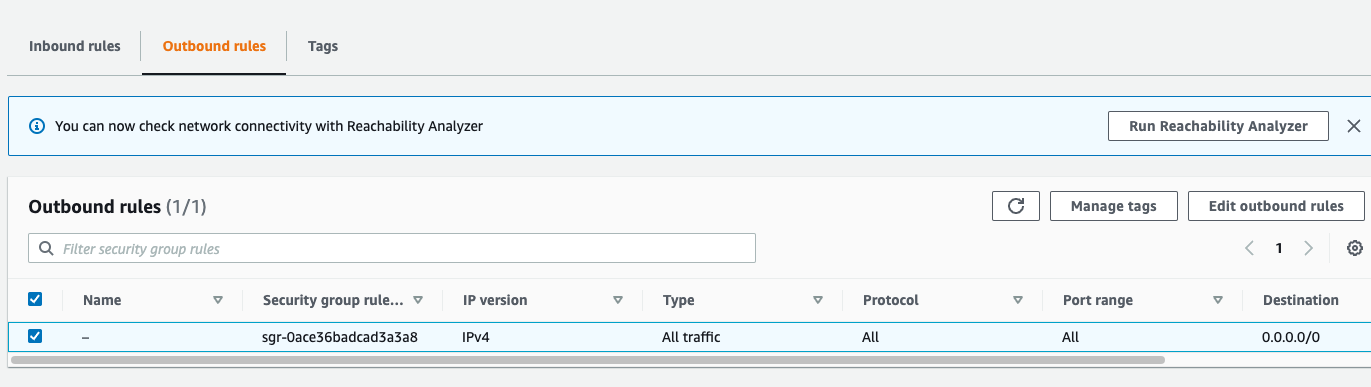 Inbound rules Outbound rules Tags
You can now check network connectivity with Reachability Analyzer Run Reachability Analyzer
Outbound rules (1/1) Manage tags Edit outbound rules
Filter security group rules 1
Name Security group rule... IP version Type Protocol Port range Destination
– sgr-0ace36badcad3a3a8 IPv4 All traffic All All 0.0.0.0/0